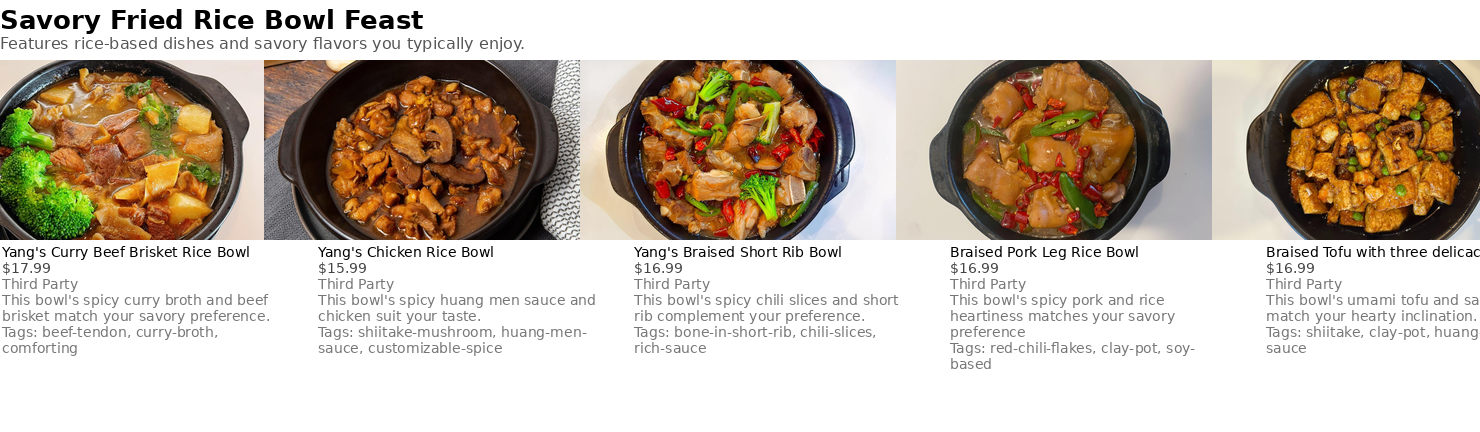 Savory Fried Rice Bowl Feast
Features rice-based dishes and savory flavors you typically enjoy.
Yang's Curry Beef Brisket Rice Bowl
$17.99
Third Party
This bowl's spicy curry broth and beef
brisket match your savory preference.
Tags: beef-tendon, curry-broth,
comforting
Yang's Chicken Rice Bowl
$15.99
Third Party
This bowl's spicy huang men sauce and
chicken suit your taste.
Tags: shiitake-mushroom, huang-men-
sauce, customizable-spice
Yang's Braised Short Rib Bowl
$16.99
Third Party
This bowl's spicy chili slices and short
rib complement your preference.
Tags: bone-in-short-rib, chili-slices,
rich-sauce
Braised Pork Leg Rice Bowl
$16.99
Third Party
This bowl's spicy pork and rice
heartiness matches your savory
preference
Tags: red-chili-flakes, clay-pot, soy-
based
Braised Tofu with three delicac
$16.99
Third Party
This bowl's umami tofu and sa
match your hearty inclination.
Tags: shiitake, clay-pot, huang
sauce